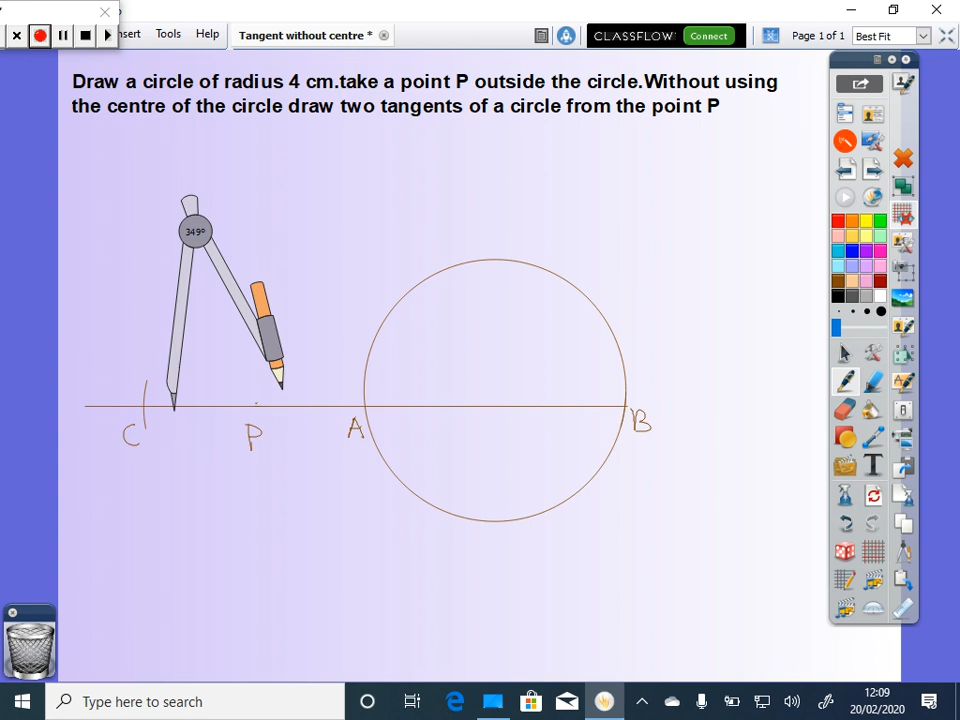 nsert Tools Help
Tangent without centre *
CLASSFLOW Connect
Page 1 of 1
Best Fit
Draw a circle of radius 4 cm.take a point P outside the circle.Without using
the centre of the circle draw two tangents of a circle from the point P
349º
C P A B
T
Type here to search
12:09
20/02/2020